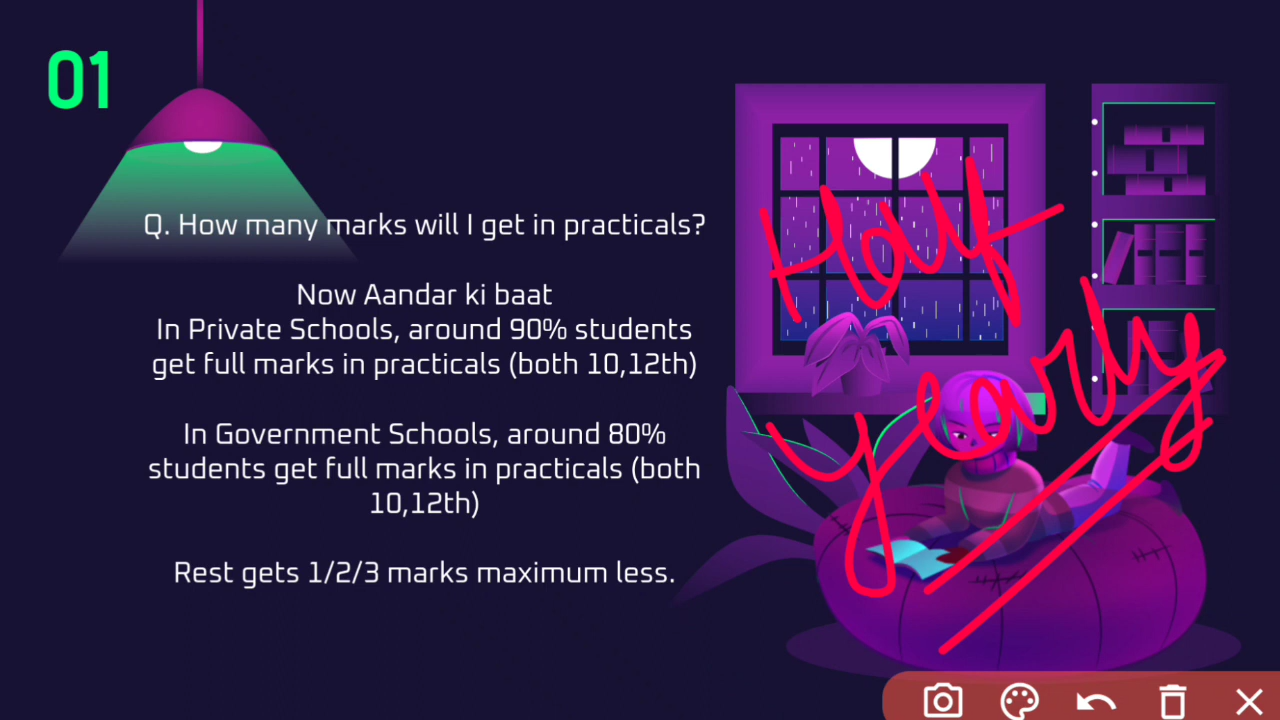 01
Q. How many marks will I get in practicals?
Now Aandar ki baat
In Private Schools, around 90% students
get full marks in practicals (both 10,12th)
In Government Schools, around 80%
students get full marks in practicals (both
10,12th)
Rest gets 1/2/3 marks maximum less.
Half
yearly